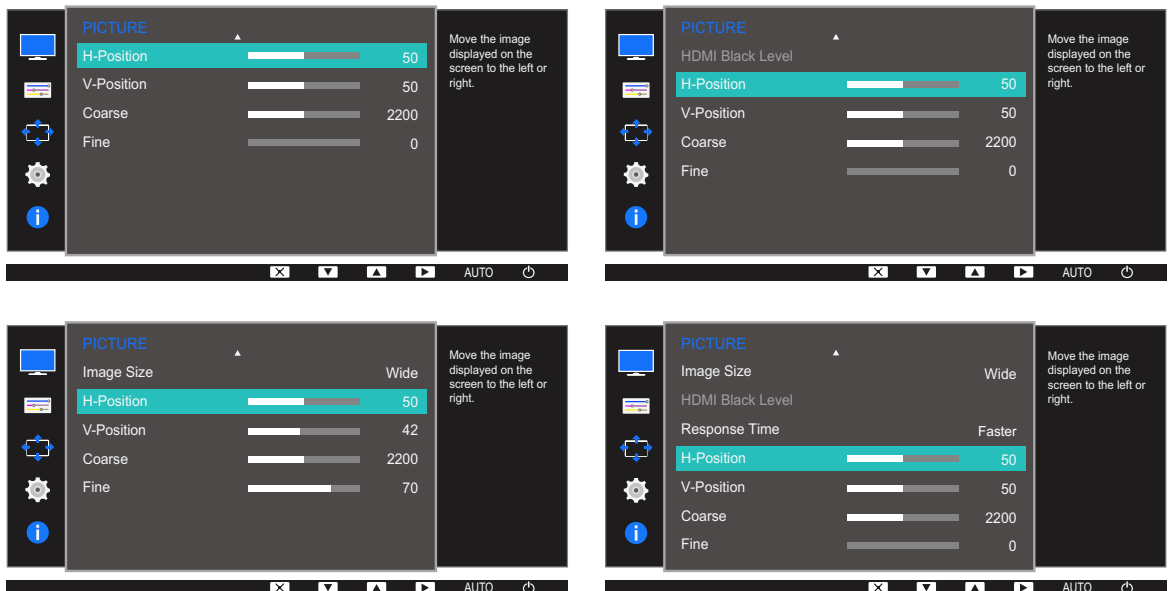 PICTURE
H-Position 50
V-Position 50
Coarse 2200
Fine 0
Move the image
displayed on the
screen to the left or
right.
AUTO
PICTURE
HDMI Black Level
H-Position 50
V-Position 50
Coarse 2200
Fine 0
Move the image
displayed on the
screen to the left or
right.
AUTO
PICTURE
Image Size Wide
H-Position 50
V-Position 42
Coarse 2200
Fine 70
Move the image
displayed on the
screen to the left or
right.
AUTO
PICTURE
Image Size Wide
HDMI Black Level
Response Time Faster
H-Position 50
V-Position 50
Coarse 2200
Fine 0
Move the image
displayed on the
screen to the left or
right.
AUTO